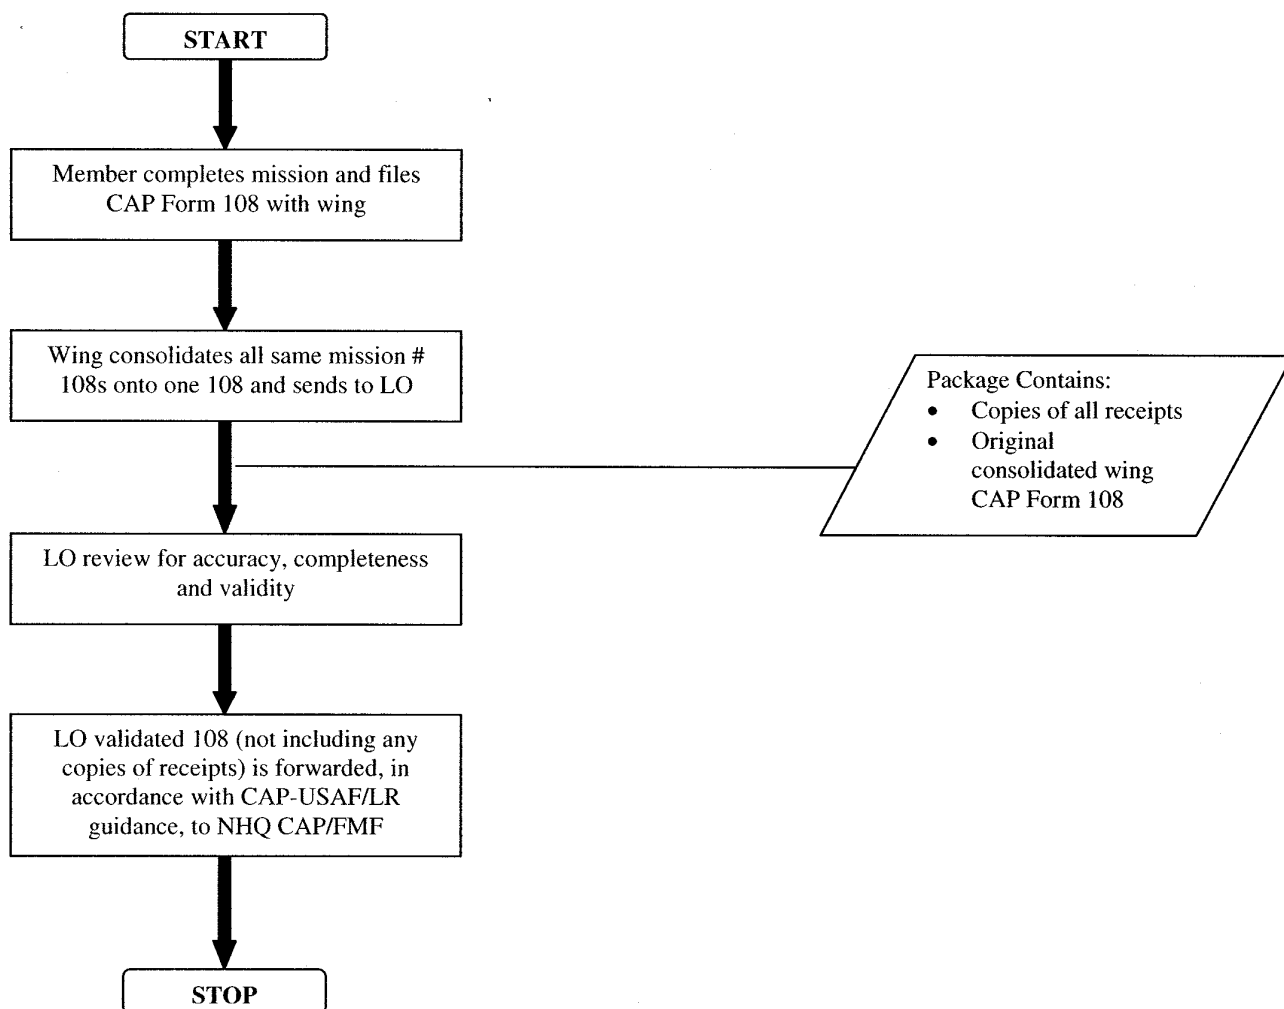 START
Member completes mission and files
CAP Form 108 with wing
Wing consolidates all same mission #
108s onto one 108 and sends to LO
Package Contains:
• Copies of all receipts
• Original
consolidated wing
CAP Form 108
LO review for accuracy, completeness
and validity
LO validated 108 (not including any
copies of receipts) is forwarded, in
accordance with CAP-USAF/LR
guidance, to NHQ CAP/FMF
STOP